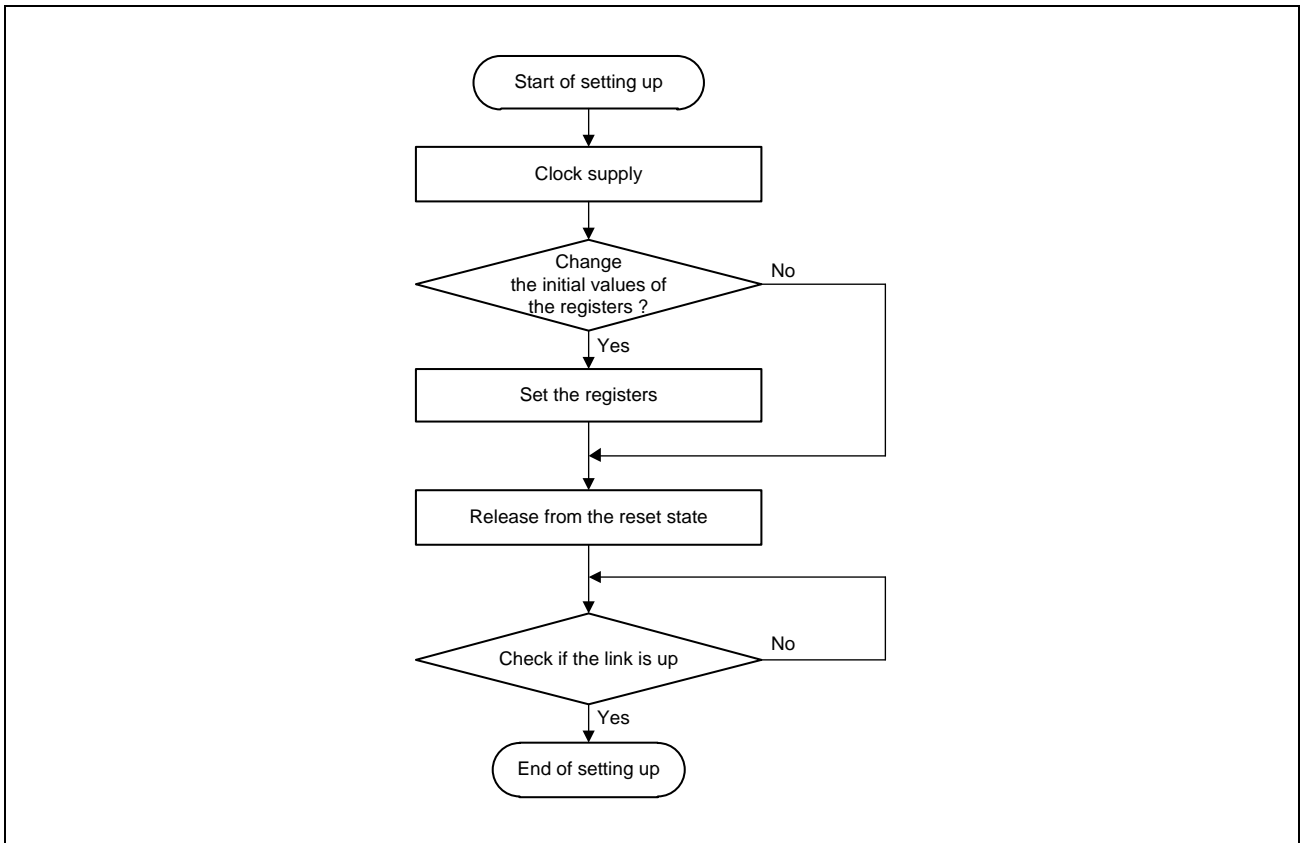 Start of setting up
Clock supply
Change
the initial values of
the registers ?
No
Yes
Set the registers
Release from the reset state
Check if the link is up
No
Yes
End of setting up